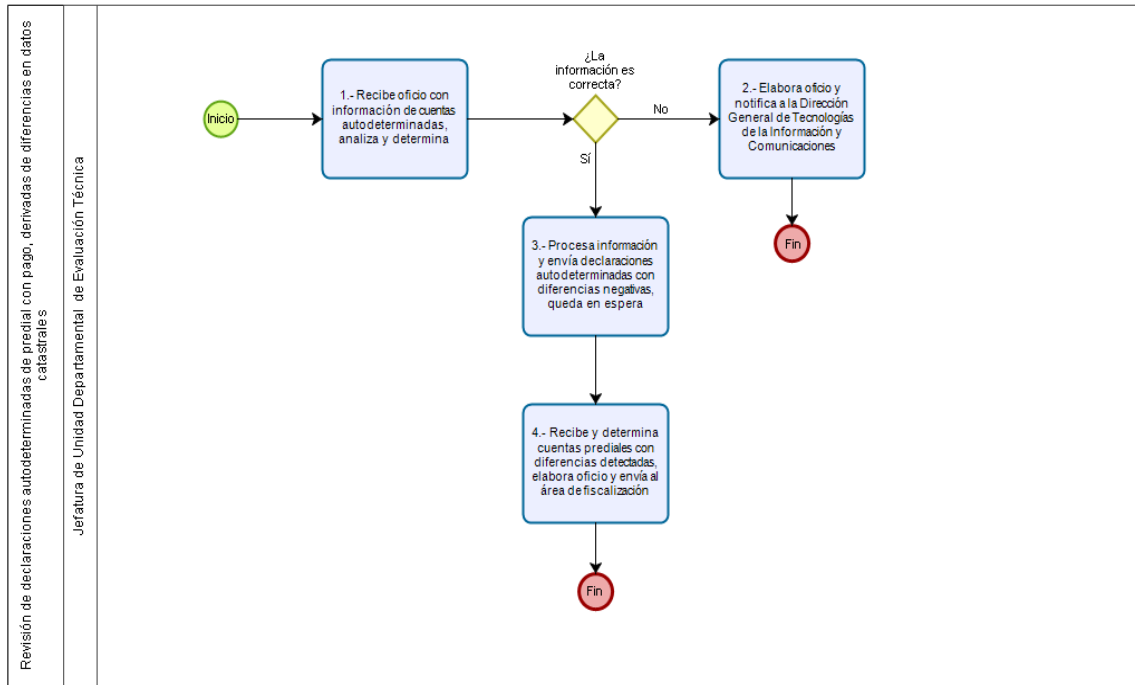 Revisión de declaraciones autodeterminadas de predial con pago, derivadas de diferencias en datos
catastrales
Jefatura de Unidad Departamental de Evaluación Técnica
Inicio
1.- Recibe oficio con
información de cuentas
autodeterminadas,
analiza y determina
¿La
información es
correcta?
No
Sí
2.- Elabora oficio y
notifica a la Dirección
General de Tecnologías
de la Información y
Comunicaciones
Fin
3.- Procesa información
y envía declaraciones
autodeterminadas con
diferencias negativas,
queda en espera
4.- Recibe y determina
cuentas prediales con
diferencias detectadas,
elabora oficio y envía al
área de fiscalización
Fin